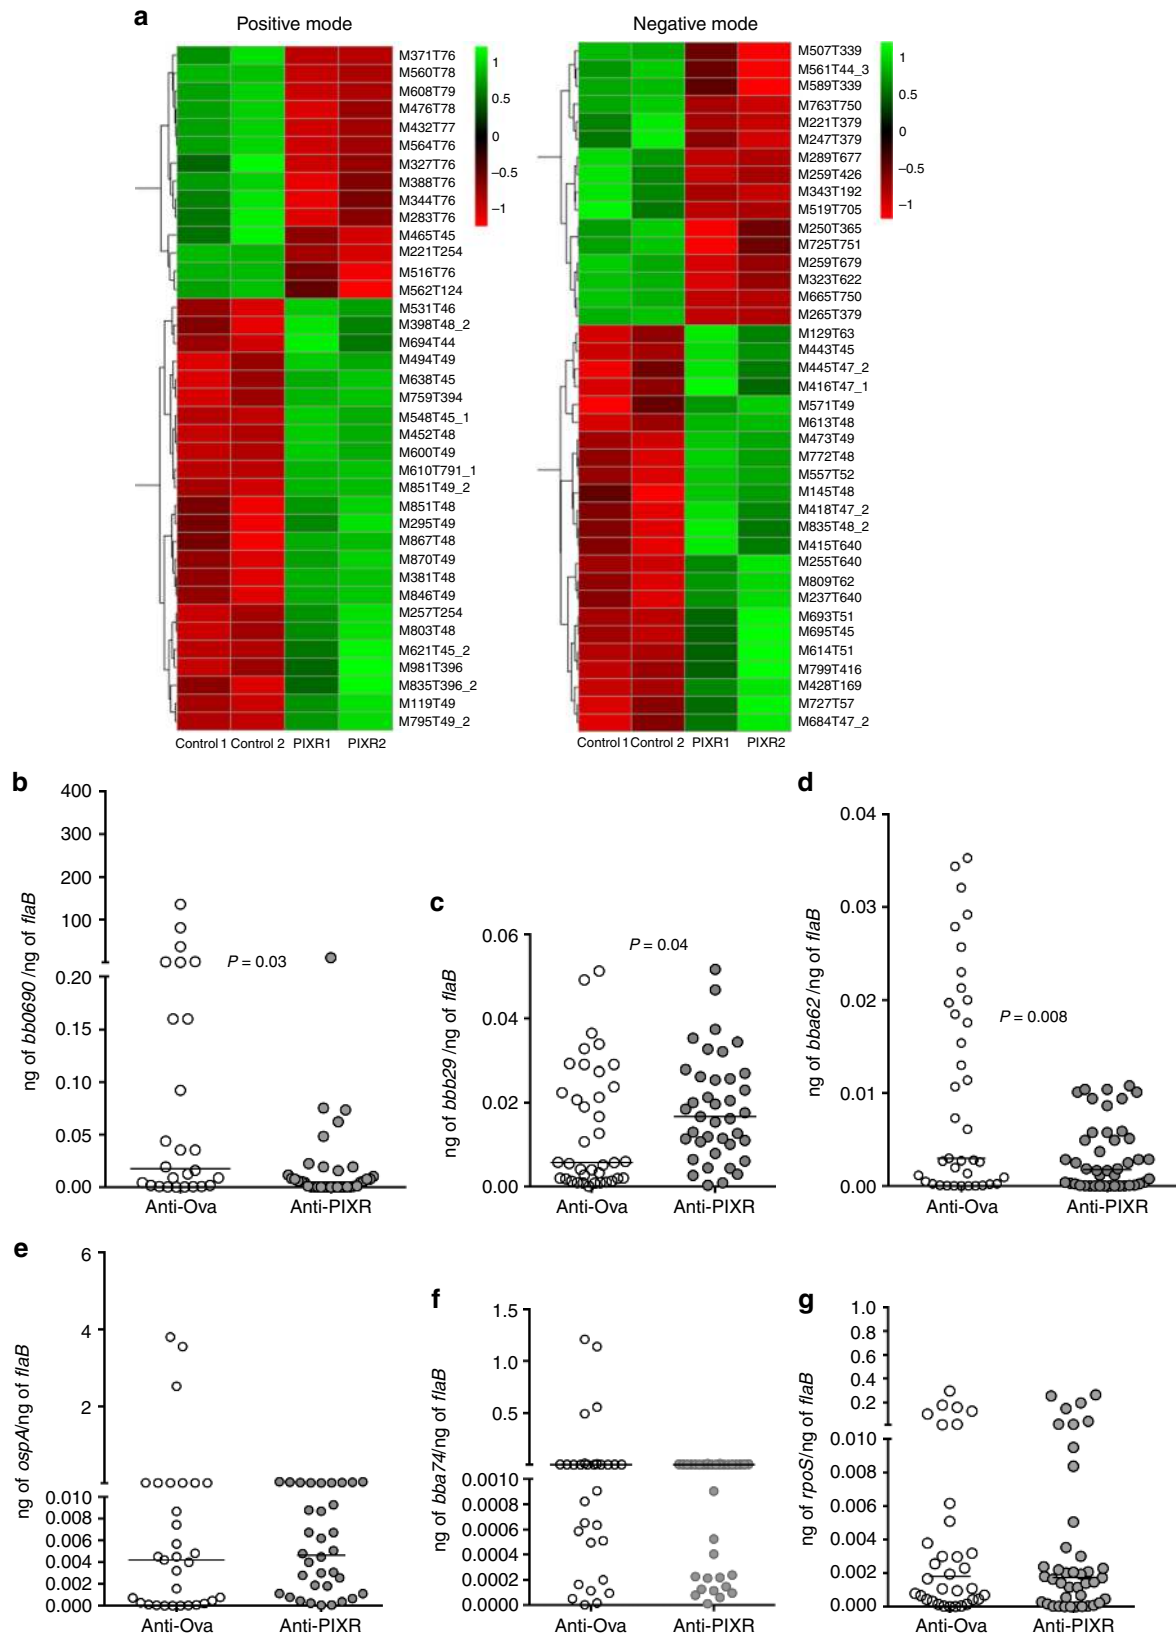 a
Positive mode
M371T76
M560T78
M608T79
M476T78
M432T77
M564T76
M327T76
M388T76
M344T76
M283T76
M465T45
M221T254
M516T76
M562T124
M531T46
M398T48_2
M694T44
M494T49
M638T45
M759T394
M548T45_1
M452T48
M600T49
M610T791_1
M851T49_2
M851T48
M295T49
M867T48
M870T49
M381T48
M846T49
M257T254
M803T48
M621T45_2
M981T396
M835T396_2
M119T49
M795T49_2
1
0.5
0
−0.5
−1
Control 1 Control 2 PIXR1 PIXR2
Negative mode
M507T339
M561T44_3
M589T339
M763T750
M221T379
M247T379
M289T677
M259T426
M343T192
M519T705
M250T365
M725T751
M259T679
M323T622
M665T750
M265T379
M129T63
M443T45
M445T47_2
M416T47_1
M571T49
M613T48
M473T49
M772T48
M557T52
M145T48
M418T47_2
M835T48_2
M415T640
M255T640
M809T62
M237T640
M693T51
M695T45
M614T51
M799T416
M428T169
M727T57
M684T47_2
1
0.5
0
−0.5
−1
Control 1 Control 2 PIXR1 PIXR2
b
ng of bb0690 /ng of flaB
400
300
200
100
0.20
0.15
0.10
0.05
0.00
P = 0.03
Anti-Ova Anti-PIXR
c
ng of bbb29 /ng of flaB
0.06
0.04
0.02
0.00
P = 0.04
Anti-Ova Anti-PIXR
d
ng of bba62 /ng of flaB
0.04
0.03
0.02
0.01
0.00
P = 0.008
Anti-Ova Anti-PIXR
e
ng of ospA/ng of flaB
6
4
2
0.010
0.008
0.006
0.004
0.002
0.000
Anti-Ova Anti-PIXR
f
ng of bba74/ng of flaB
1.5
1.0
0.5
0.0010
0.0008
0.0006
0.0004
0.0002
0.0000
Anti-Ova Anti-PIXR
g
ng of rpoS/ng of flaB
1.0
0.8
0.6
0.4
0.2
0.010
0.008
0.006
0.004
0.002
0.000
Anti-Ova Anti-PIXR